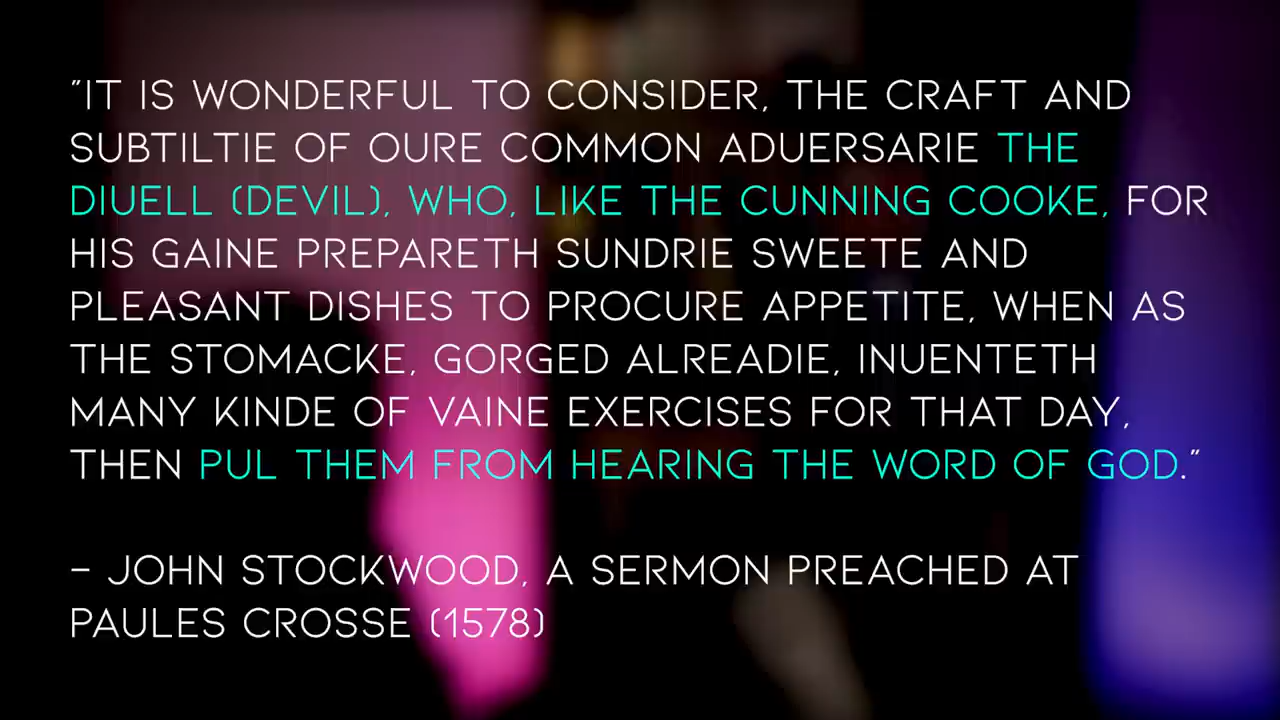 "IT IS WONDERFUL TO CONSIDER, THE CRAFT AND
SUBTILTIE OF OURE COMMON ADUERSARIE THE
DIUELL (DEVIL), WHO, LIKE THE CUNNING COOKE, FOR
HIS GAINE PREPARETH SUNDRIE SWEETE AND
PLEASANT DISHES TO PROCURE APPETITE, WHEN AS
THE STOMACKE, GORGED ALREADIE, INUENTETH
MANY KINDE OF VAINE EXERCISES FOR THAT DAY,
THEN PUL THEM FROM HEARING THE WORD OF GOD."
– JOHN STOCKWOOD, A SERMON PREACHED AT
PAULES CROSSE (1578)